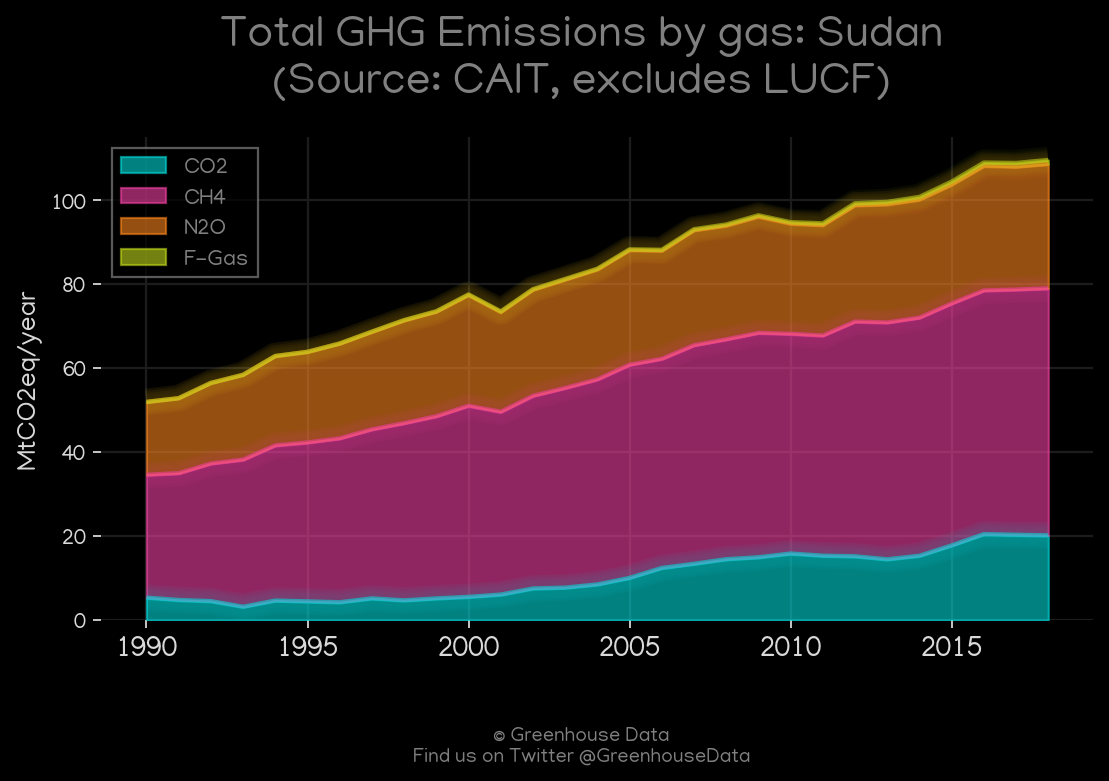 Total GHG Emissions by gas: Sudan
(Source: CAIT, excludes LUCF)
CO2
CH4
N2O
F-Gas
MtCO2eq/year
100
80
60
40
20
0
1990 1995 2000 2005 2010 2015
© Greenhouse Data
Find us on Twitter @GreenhouseData